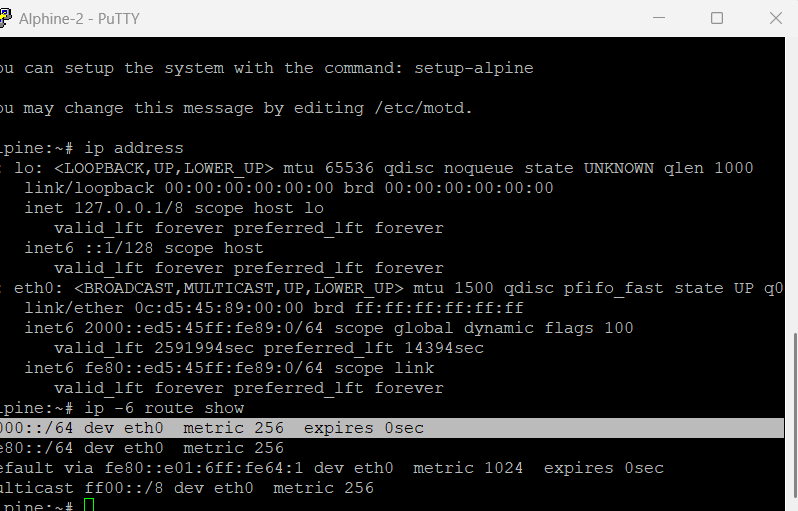 Alphine-2 - PuTTY
ou can setup the system with the command: setup-alpine
ou may change this message by editing /etc/motd.
lpine:~# ip address
: lo: <LOOPBACK,UP,LOWER_UP> mtu 65536 qdisc noqueue state UNKNOWN qlen 1000
link/loopback 00:00:00:00:00:00 brd 00:00:00:00:00:00
inet 127.0.0.1/8 scope host lo
valid_lft forever preferred_lft forever
inet6 ::1/128 scope host
valid_lft forever preferred_lft forever
: eth0: <BROADCAST,MULTICAST,UP,LOWER_UP> mtu 1500 qdisc pfifo_fast state UP q0
link/ether 0c:d5:45:89:00:00 brd ff:ff:ff:ff:ff:ff
inet6 2000::ed5:45ff:fe89:0/64 scope global dynamic flags 100
valid_lft 2591994sec preferred_lft 14394sec
inet6 fe80::ed5:45ff:fe89:0/64 scope link
valid_lft forever preferred_lft forever
lpine:~# ip -6 route show
000::/64 dev eth0  metric 256  expires 0sec
e80::/64 dev eth0  metric 256
efault via fe80::e01:6ff:fe64:1 dev eth0  metric 1024  expires 0sec
ulticast ff00::/8 dev eth0  metric 256
lpine:~#